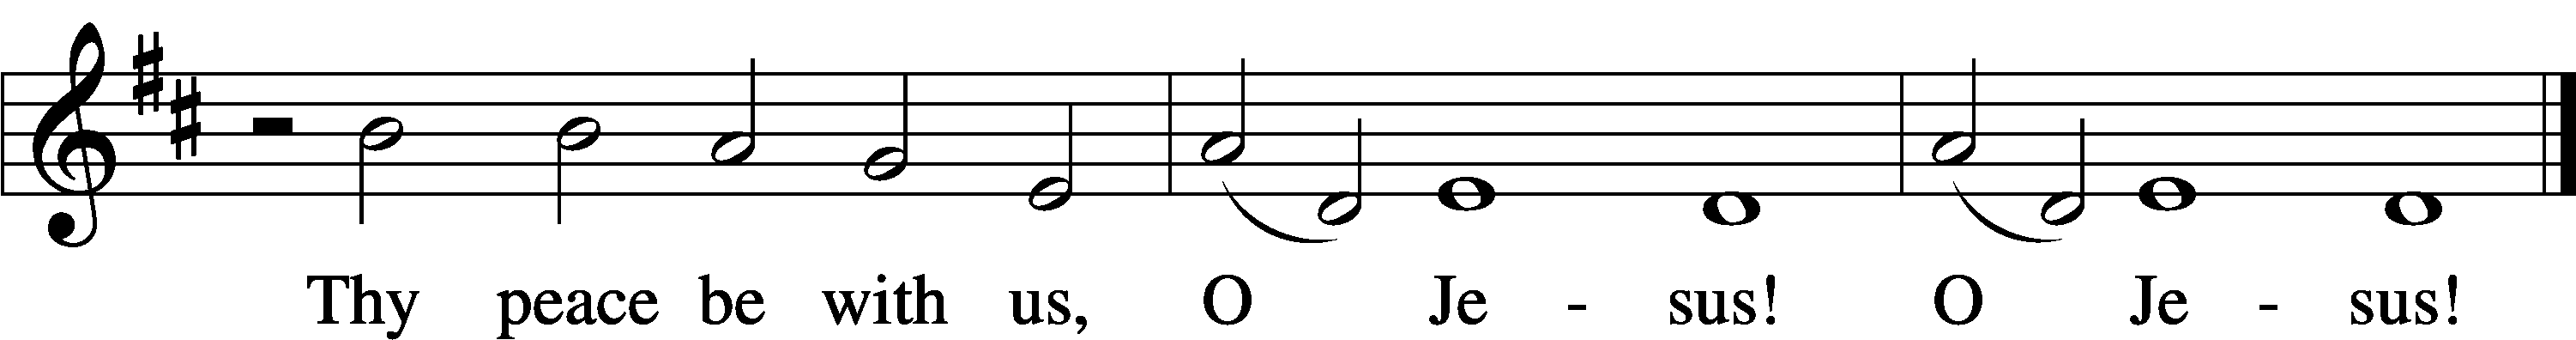 Thy peace be with us, O Je - sus! O Je - sus!